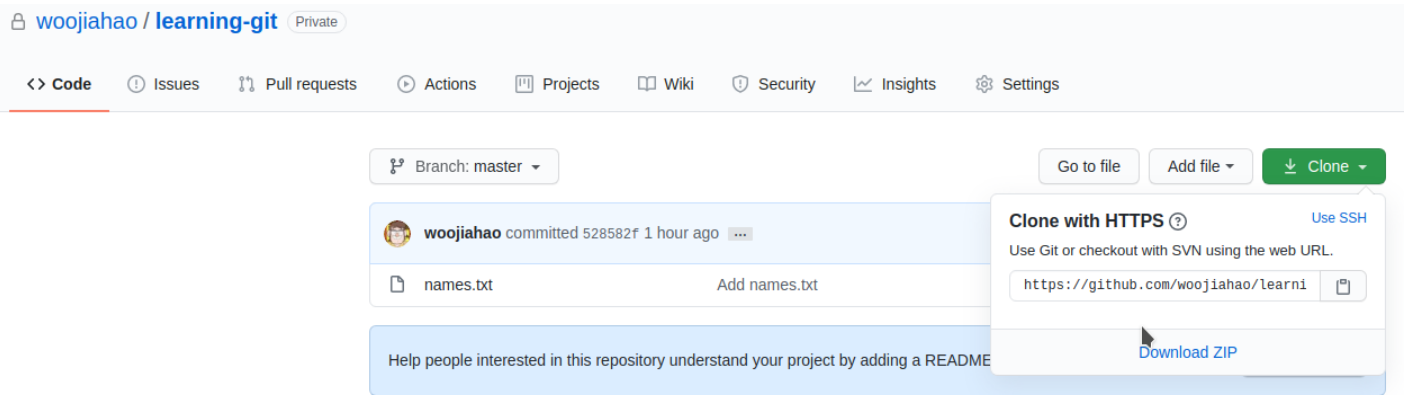 woojiahao / learning-git Private
Code Issues Pull requests Actions Projects Wiki Security Insights Settings
Branch: master Go to file Add file Clone
Clone with HTTPS ? Use SSH
woojiahao committed 528582f 1 hour ago ...
Use Git or checkout with SVN using the web URL.
names.txt Add names.txt
https://github.com/woojiahao/learni
Download ZIP
Help people interested in this repository understand your project by adding a README